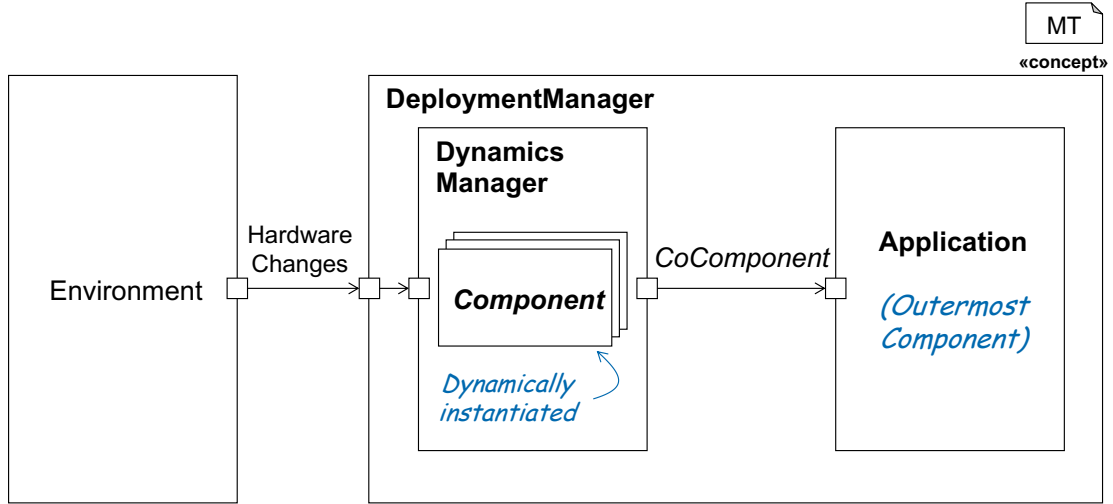 MT
«concept»
DeploymentManager
Dynamics
Manager
Hardware
Changes
Environment
Component
CoComponent
Application
(Outermost
Component)
Dynamically
instantiated